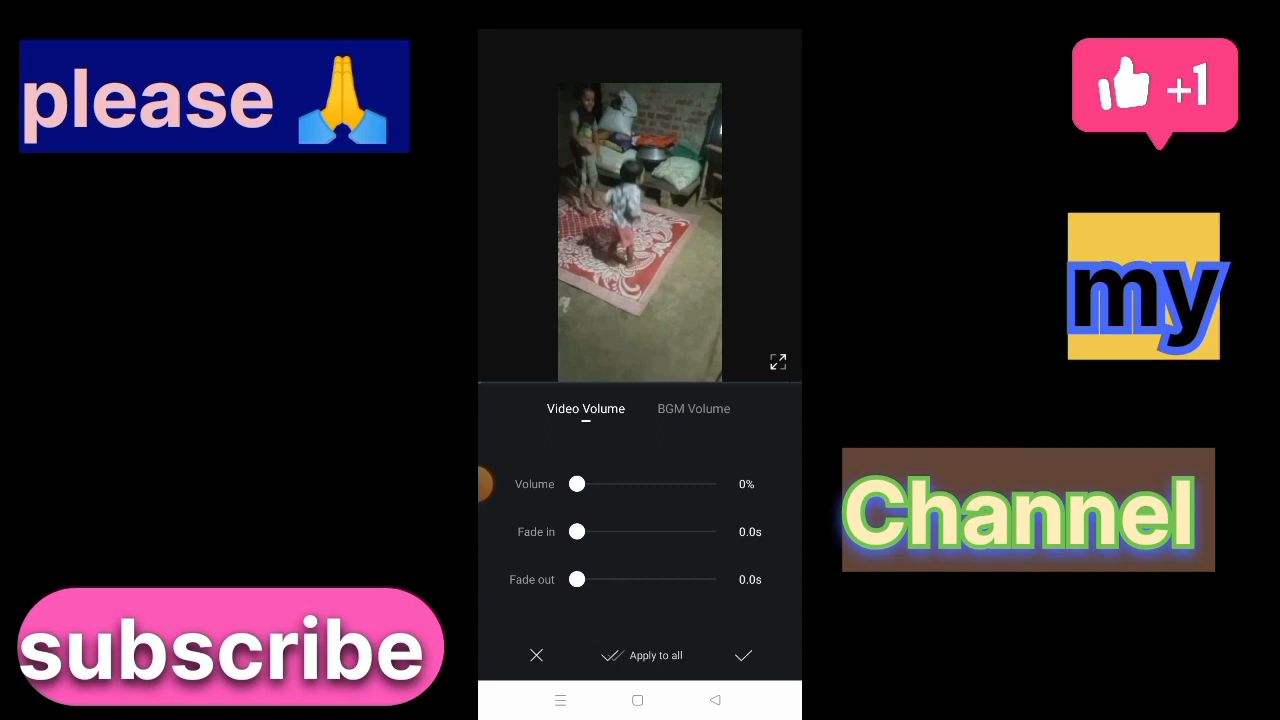 please 🙏
+1
my
Channel
subscribe
Video Volume BGM Volume
Volume 0%
Fade in 0.0s
Fade out 0.0s
Apply to all